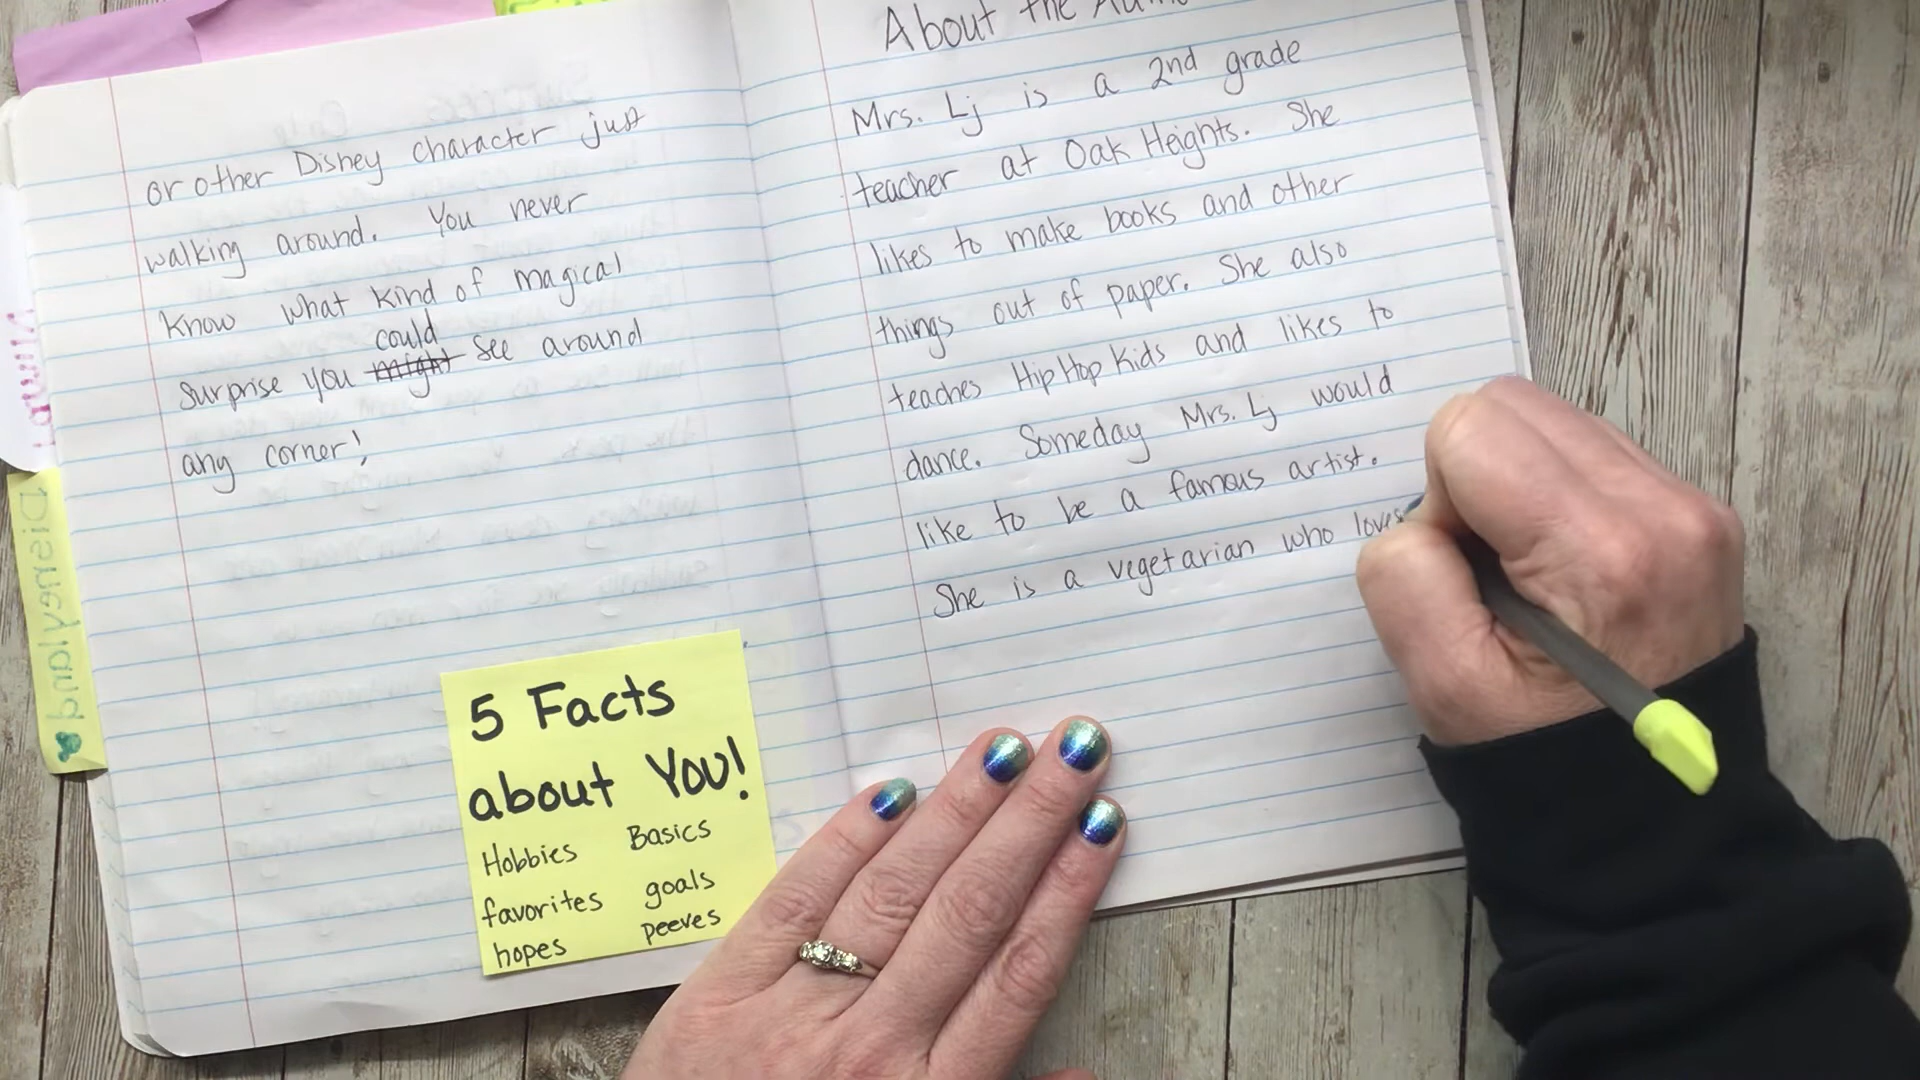 or other Disney character just
walking around. You never
know what kind of magical
could
surprise you might see around
any corner!
Disneyland
5 Facts
about You!
Hobbies Basics
favorites goals
hopes peeves
About the
Mrs. Lj is a 2nd grade
teacher at Oak Heights. She
likes to make books and other
things out of paper. She also
teaches Hip Hop Kids and likes to
dance. Someday Mrs. Lj would
like to be a famous artist.
She is a vegetarian who loves